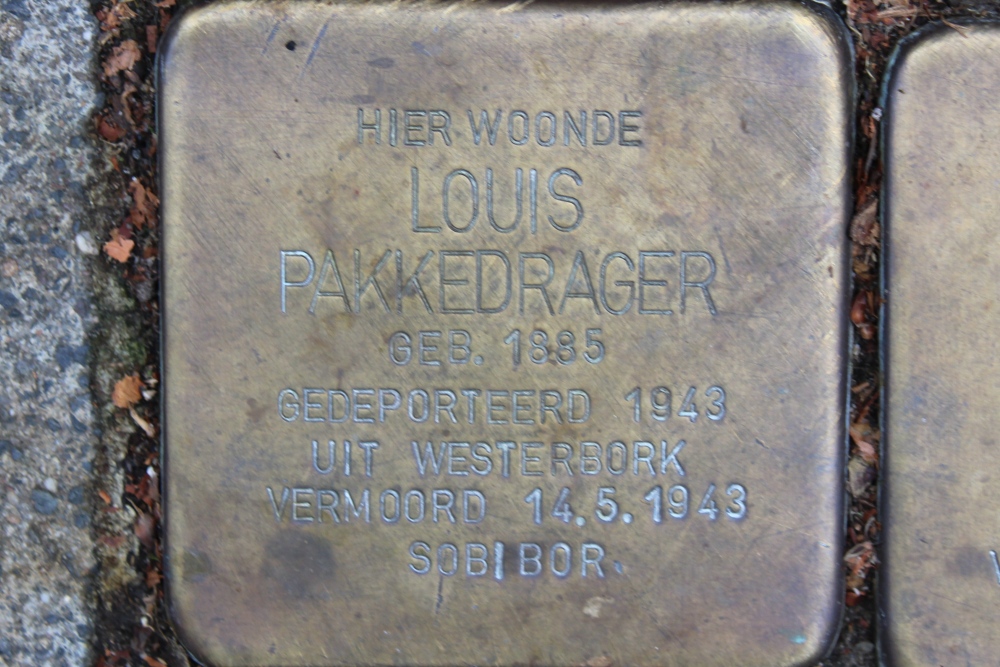 HIER WOONDE
LOUIS
PAKKEDRAGER
GEB. 1885
GEDEPORTEERD 1943
UIT WESTERBORK
VERMOORD 14.5.1943
SOBIBOR